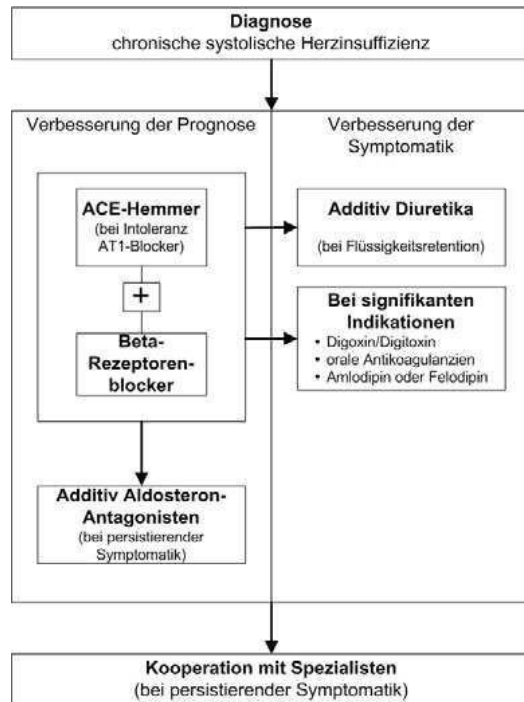 Diagnose
chronische systolische Herzinsuffizienz
Verbesserung der Prognose
ACE-Hemmer
(bei Intoleranz
AT1-Blocker)
+
Beta-
Rezeptoren-
blocker
Additiv Aldosteron-
Antagonisten
(bei persistierender
Symptomatik)
Verbesserung der
Symptomatik
Additiv Diuretika
(bei Flüssigkeitsretention)
Bei signifikanten
Indikationen
• Digoxin/Digitoxin
• orale Antikoagulanzien
• Amlodipin oder Felodipin
Kooperation mit Spezialisten
(bei persistierender Symptomatik)